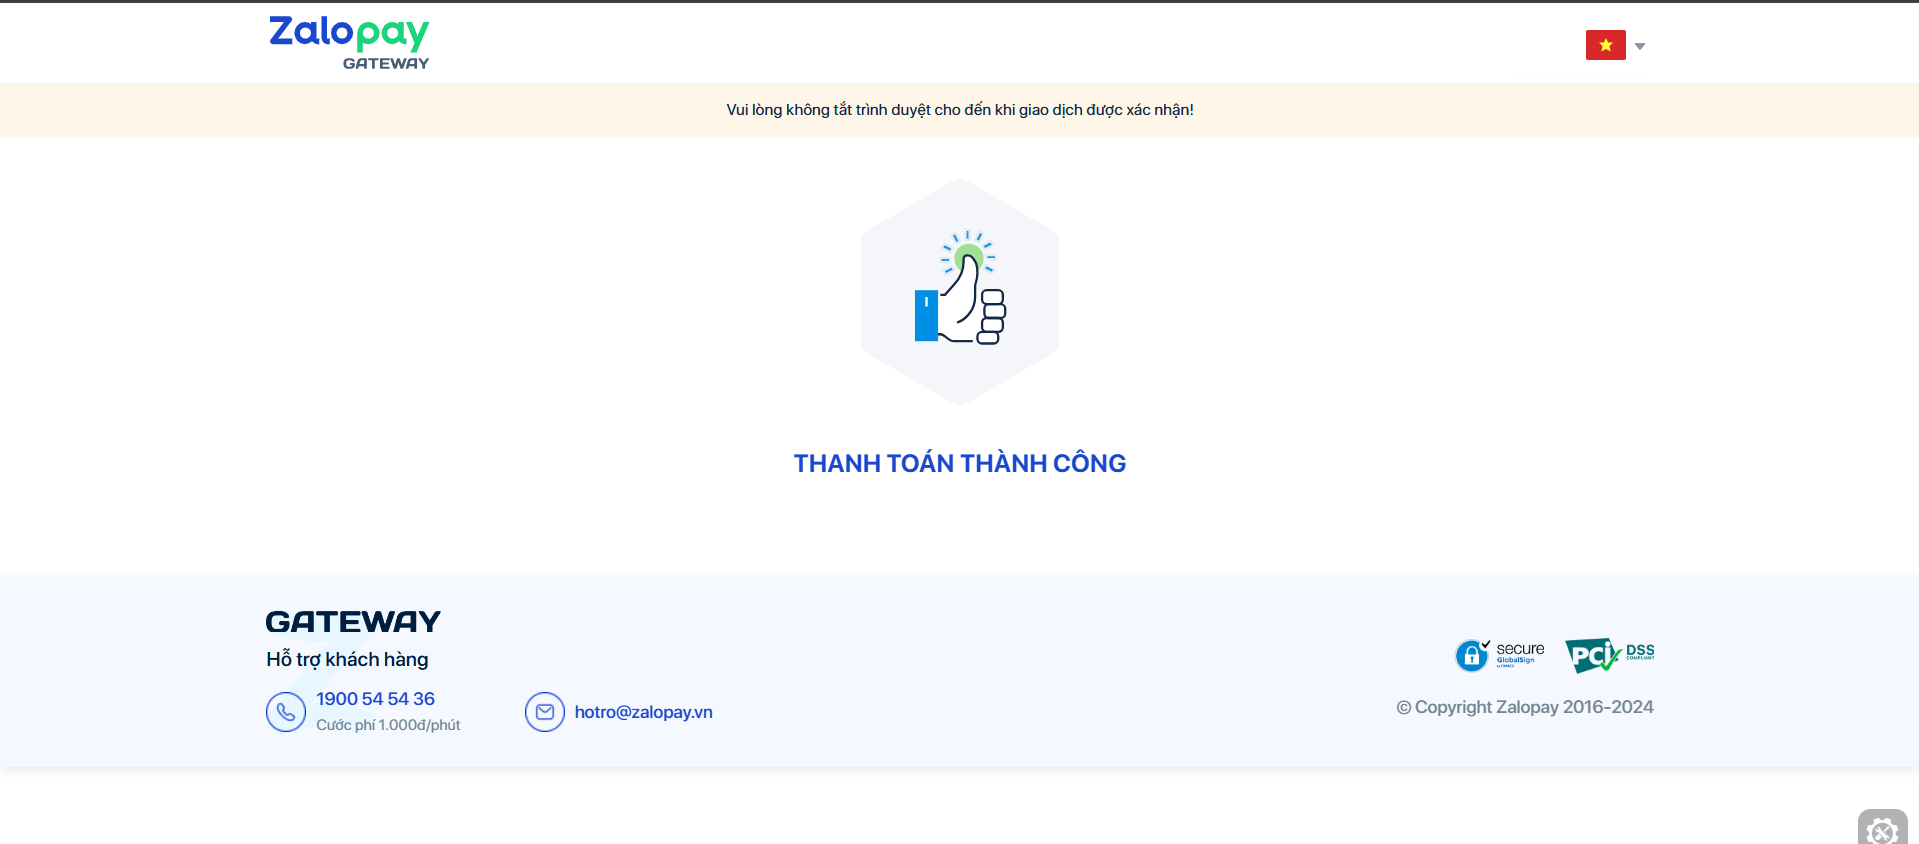 Zalopay
GATEWAY
Vui lòng không tắt trình duyệt cho đến khi giao dịch được xác nhận!
THANH TOÁN THÀNH CÔNG
GATEWAY
Hỗ trợ khách hàng
1900 54 54 36
Cước phí 1.000đ/phút
hotro@zalopay.vn
secure
GlobalSign
PCI DSS
COMPLIANT
© Copyright Zalopay 2016-2024